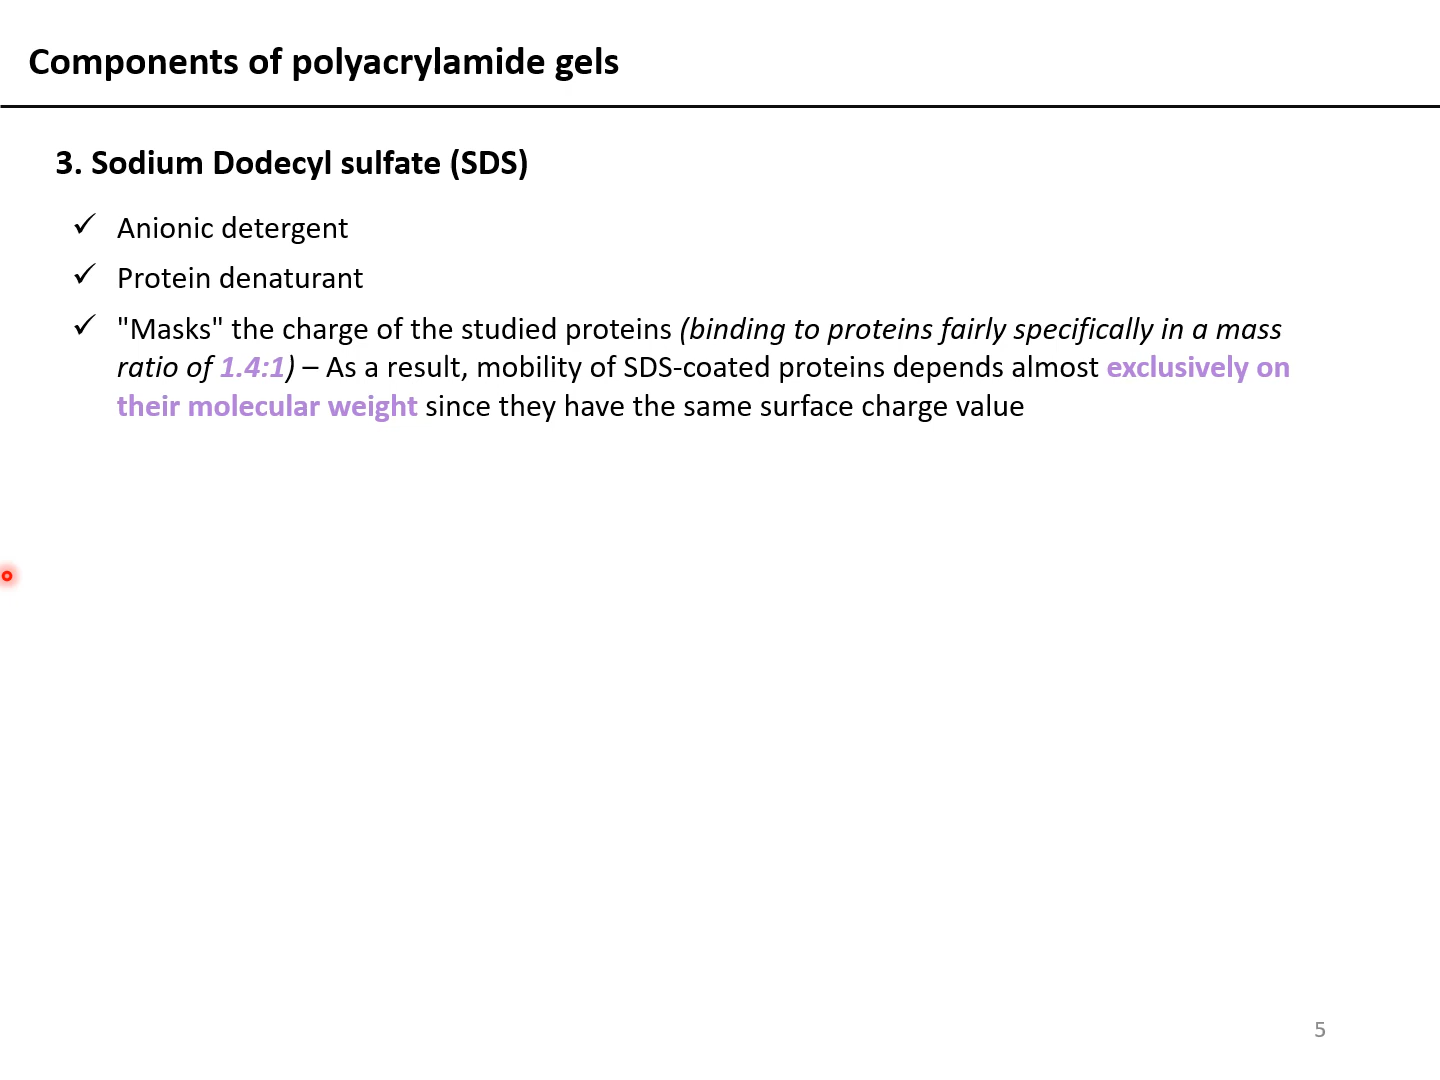 Components of polyacrylamide gels
3. Sodium Dodecyl sulfate (SDS)
✓ Anionic detergent
✓ Protein denaturant
✓ "Masks" the charge of the studied proteins (binding to proteins fairly specifically in a mass
ratio of 1.4:1) – As a result, mobility of SDS-coated proteins depends almost exclusively on
their molecular weight since they have the same surface charge value
5